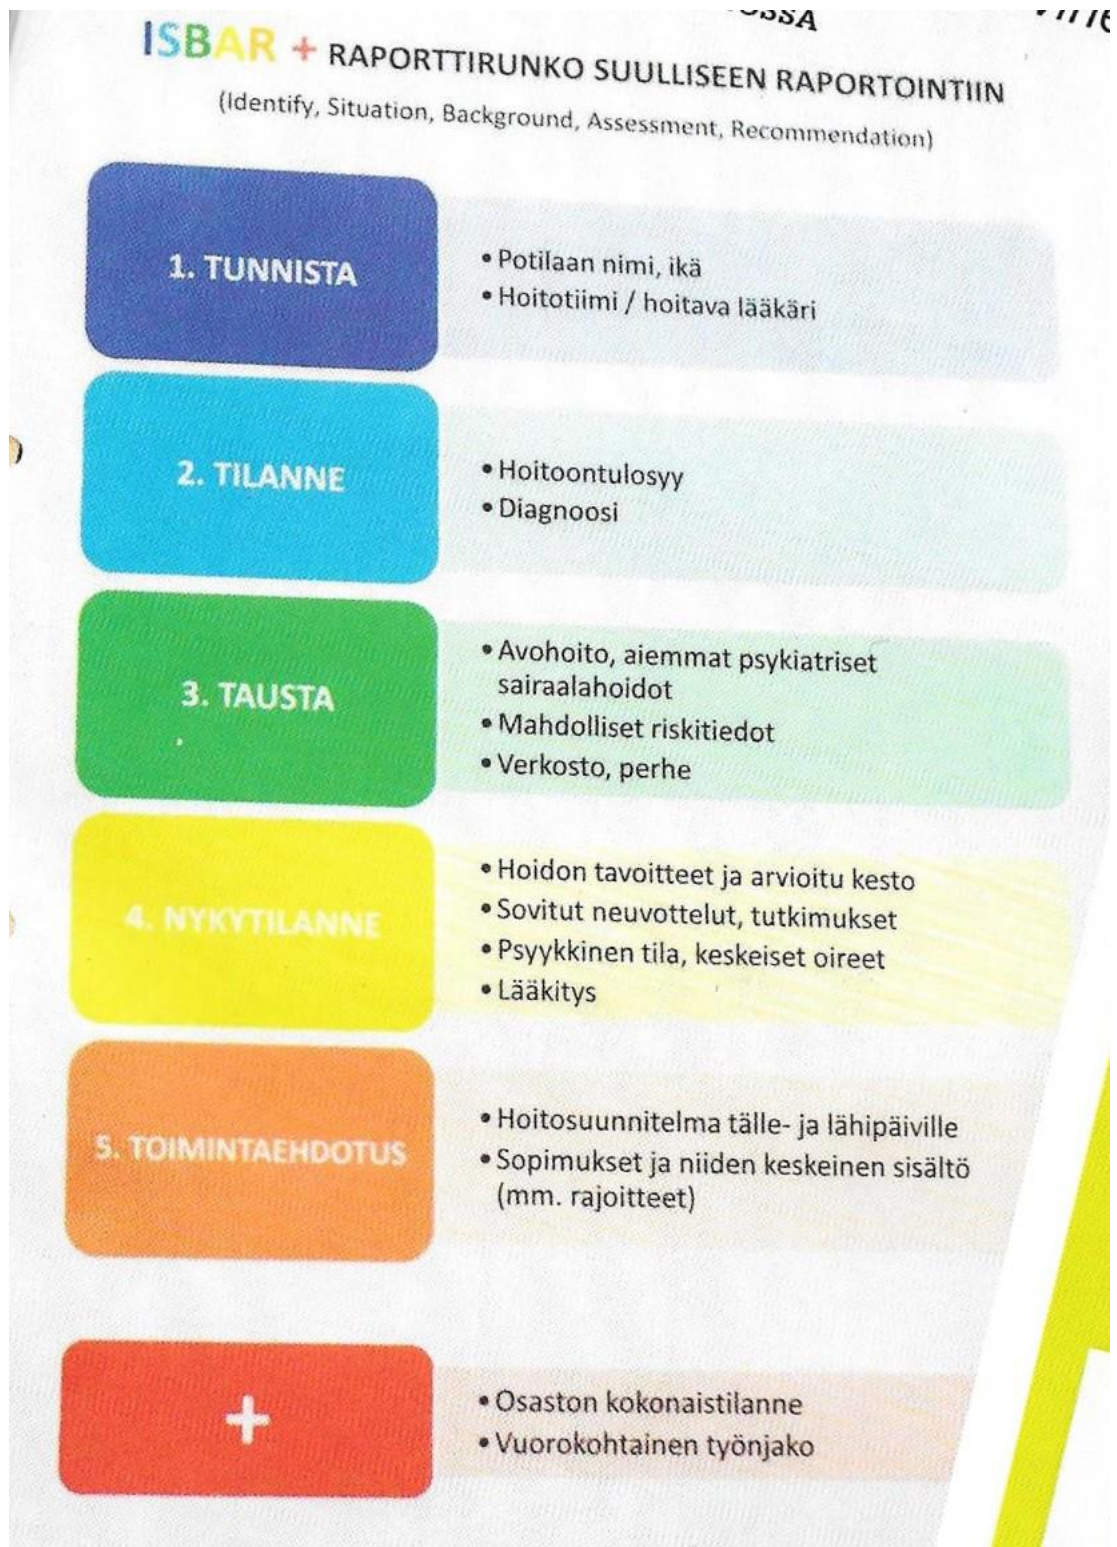 ISBAR + RAPORTTIRUNKO SUULLISEEN RAPORTOINTIIN
(Identify, Situation, Background, Assessment, Recommendation)
1. TUNNISTA
• Potilaan nimi, ikä
• Hoitotiimi / hoitava lääkäri
2. TILANNE
• Hoitoontulosyy
• Diagnoosi
3. TAUSTA
• Avohoito, aiemmat psykiatriset
sairaalahoidot
• Mahdolliset riskitiedot
• Verkosto, perhe
4. NYKYTILANNE
• Hoidon tavoitteet ja arvioitu kesto
• Sovitut neuvottelut, tutkimukset
• Psyykkinen tila, keskeiset oireet
• Lääkitys
5. TOIMINTAEHDOTUS
• Hoitosuunnitelma tälle- ja lähipäiville
• Sopimukset ja niiden keskeinen sisältö
(mm. rajoitteet)
+
• Osaston kokonaistilanne
• Vuorokohtainen työnjako